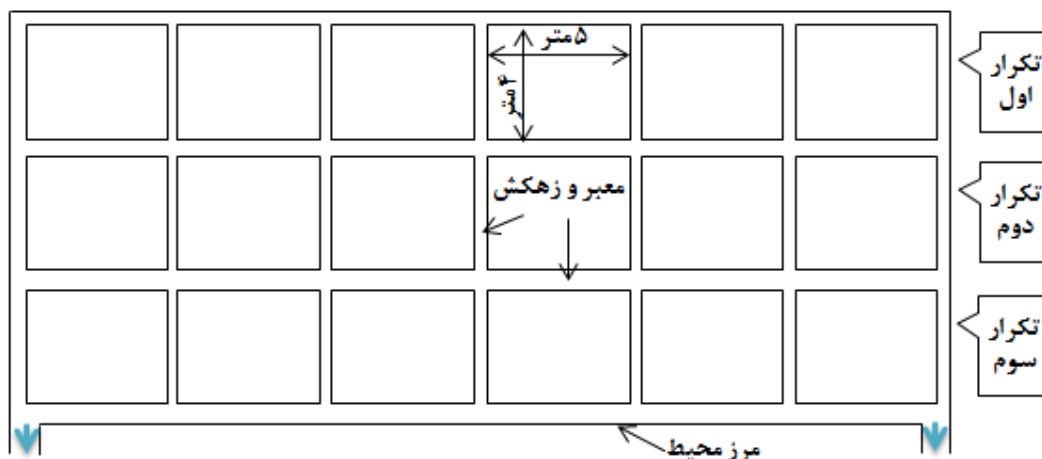 ۵متر
۴متر
تکرار
اول
معبر و زهکش
تکرار
دوم
تکرار
سوم
مرز محیط